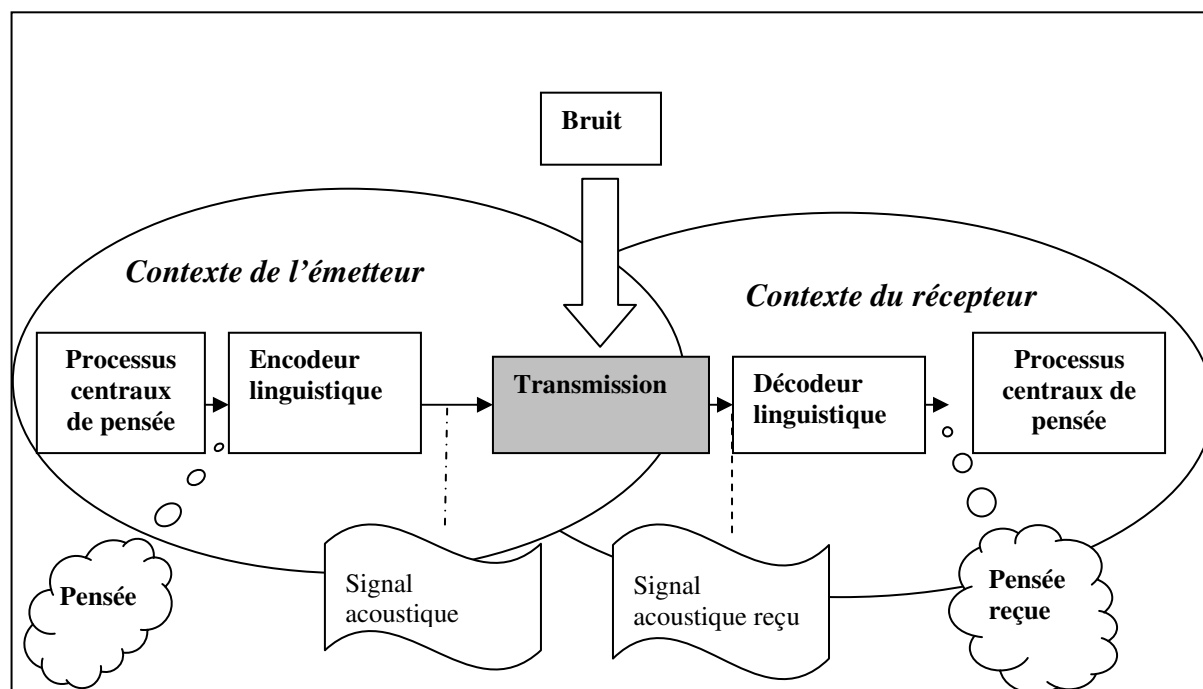 Bruit
Contexte de l'émetteur
Contexte du récepteur
Processus
centraux
de pensée
Encodeur
linguistique
Transmission
Décodeur
linguistique
Processus
centraux de
pensée
Pensée
Signal
acoustique
Signal
acoustique reçu
Pensée
reçue